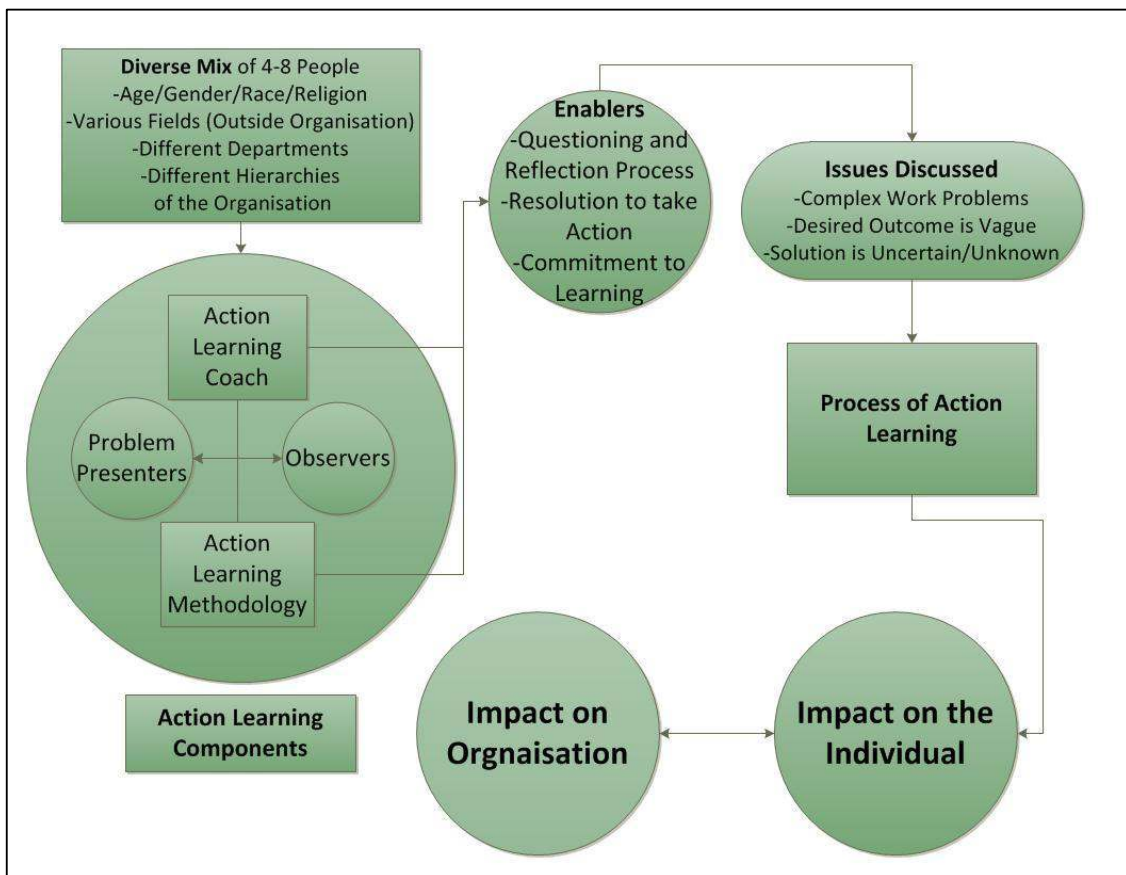 Diverse Mix of 4-8 People
-Age/Gender/Race/Religion
-Various Fields (Outside Organisation)
-Different Departments
-Different Hierarchies
of the Organisation
Action
Learning
Coach
Problem
Presenters
Observers
Action
Learning
Methodology
Action Learning
Components
Enablers
-Questioning and
Reflection Process
-Resolution to take
Action
-Commitment to
Learning
Issues Discussed
-Complex Work Problems
-Desired Outcome is Vague
-Solution is Uncertain/Unknown
Process of Action
Learning
Impact on
Orgnaisation
Impact on the
Individual